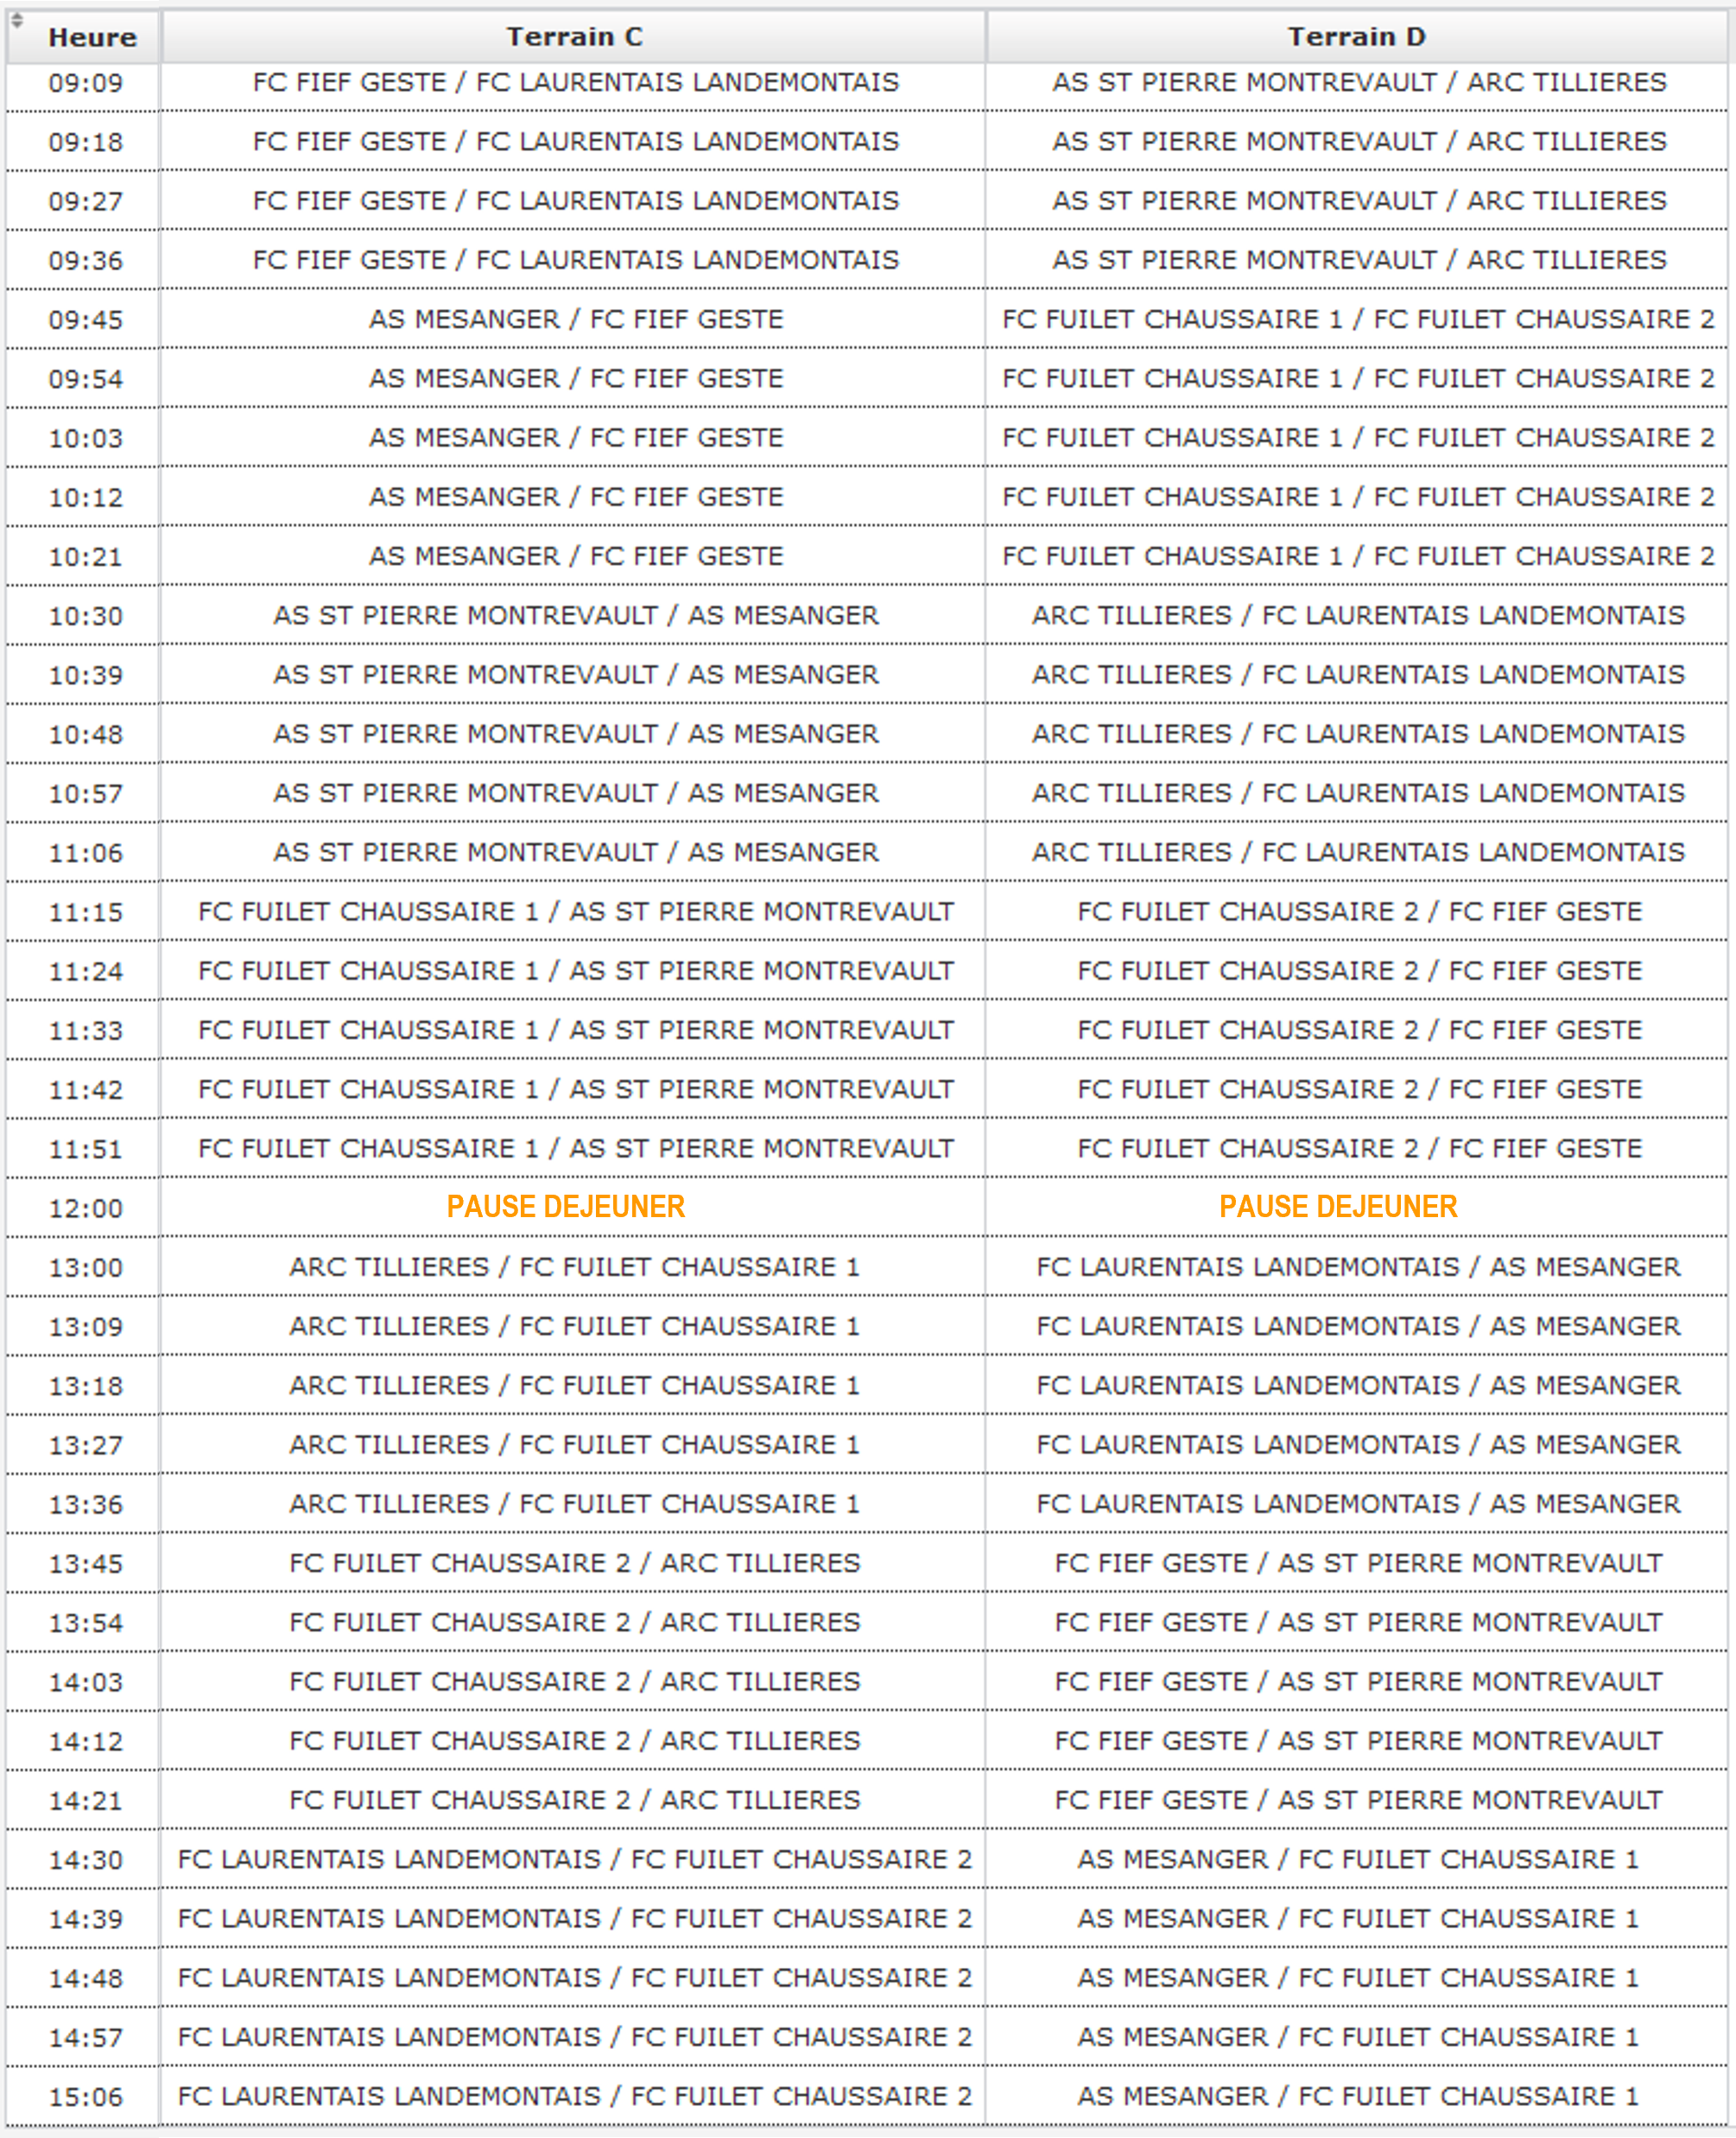 Heure Terrain C Terrain D
09:09 FC FIEF GESTE / FC LAURENTAIS LANDEMONTAIS AS ST PIERRE MONTREVAULT / ARC TILLIERES
09:18 FC FIEF GESTE / FC LAURENTAIS LANDEMONTAIS AS ST PIERRE MONTREVAULT / ARC TILLIERES
09:27 FC FIEF GESTE / FC LAURENTAIS LANDEMONTAIS AS ST PIERRE MONTREVAULT / ARC TILLIERES
09:36 FC FIEF GESTE / FC LAURENTAIS LANDEMONTAIS AS ST PIERRE MONTREVAULT / ARC TILLIERES
09:45 AS MESANGER / FC FIEF GESTE FC FUILET CHAUSSAIRE 1 / FC FUILET CHAUSSAIRE 2
09:54 AS MESANGER / FC FIEF GESTE FC FUILET CHAUSSAIRE 1 / FC FUILET CHAUSSAIRE 2
10:03 AS MESANGER / FC FIEF GESTE FC FUILET CHAUSSAIRE 1 / FC FUILET CHAUSSAIRE 2
10:12 AS MESANGER / FC FIEF GESTE FC FUILET CHAUSSAIRE 1 / FC FUILET CHAUSSAIRE 2
10:21 AS MESANGER / FC FIEF GESTE FC FUILET CHAUSSAIRE 1 / FC FUILET CHAUSSAIRE 2
10:30 AS ST PIERRE MONTREVAULT / AS MESANGER ARC TILLIERES / FC LAURENTAIS LANDEMONTAIS
10:39 AS ST PIERRE MONTREVAULT / AS MESANGER ARC TILLIERES / FC LAURENTAIS LANDEMONTAIS
10:48 AS ST PIERRE MONTREVAULT / AS MESANGER ARC TILLIERES / FC LAURENTAIS LANDEMONTAIS
10:57 AS ST PIERRE MONTREVAULT / AS MESANGER ARC TILLIERES / FC LAURENTAIS LANDEMONTAIS
11:06 AS ST PIERRE MONTREVAULT / AS MESANGER ARC TILLIERES / FC LAURENTAIS LANDEMONTAIS
11:15 FC FUILET CHAUSSAIRE 1 / AS ST PIERRE MONTREVAULT FC FUILET CHAUSSAIRE 2 / FC FIEF GESTE
11:24 FC FUILET CHAUSSAIRE 1 / AS ST PIERRE MONTREVAULT FC FUILET CHAUSSAIRE 2 / FC FIEF GESTE
11:33 FC FUILET CHAUSSAIRE 1 / AS ST PIERRE MONTREVAULT FC FUILET CHAUSSAIRE 2 / FC FIEF GESTE
11:42 FC FUILET CHAUSSAIRE 1 / AS ST PIERRE MONTREVAULT FC FUILET CHAUSSAIRE 2 / FC FIEF GESTE
11:51 FC FUILET CHAUSSAIRE 1 / AS ST PIERRE MONTREVAULT FC FUILET CHAUSSAIRE 2 / FC FIEF GESTE
12:00 PAUSE DEJEUNER PAUSE DEJEUNER
13:00 ARC TILLIERES / FC FUILET CHAUSSAIRE 1 FC LAURENTAIS LANDEMONTAIS / AS MESANGER
13:09 ARC TILLIERES / FC FUILET CHAUSSAIRE 1 FC LAURENTAIS LANDEMONTAIS / AS MESANGER
13:18 ARC TILLIERES / FC FUILET CHAUSSAIRE 1 FC LAURENTAIS LANDEMONTAIS / AS MESANGER
13:27 ARC TILLIERES / FC FUILET CHAUSSAIRE 1 FC LAURENTAIS LANDEMONTAIS / AS MESANGER
13:36 ARC TILLIERES / FC FUILET CHAUSSAIRE 1 FC LAURENTAIS LANDEMONTAIS / AS MESANGER
13:45 FC FUILET CHAUSSAIRE 2 / ARC TILLIERES FC FIEF GESTE / AS ST PIERRE MONTREVAULT
13:54 FC FUILET CHAUSSAIRE 2 / ARC TILLIERES FC FIEF GESTE / AS ST PIERRE MONTREVAULT
14:03 FC FUILET CHAUSSAIRE 2 / ARC TILLIERES FC FIEF GESTE / AS ST PIERRE MONTREVAULT
14:12 FC FUILET CHAUSSAIRE 2 / ARC TILLIERES FC FIEF GESTE / AS ST PIERRE MONTREVAULT
14:21 FC FUILET CHAUSSAIRE 2 / ARC TILLIERES FC FIEF GESTE / AS ST PIERRE MONTREVAULT
14:30 FC LAURENTAIS LANDEMONTAIS / FC FUILET CHAUSSAIRE 2 AS MESANGER / FC FUILET CHAUSSAIRE 1
14:39 FC LAURENTAIS LANDEMONTAIS / FC FUILET CHAUSSAIRE 2 AS MESANGER / FC FUILET CHAUSSAIRE 1
14:48 FC LAURENTAIS LANDEMONTAIS / FC FUILET CHAUSSAIRE 2 AS MESANGER / FC FUILET CHAUSSAIRE 1
14:57 FC LAURENTAIS LANDEMONTAIS / FC FUILET CHAUSSAIRE 2 AS MESANGER / FC FUILET CHAUSSAIRE 1
15:06 FC LAURENTAIS LANDEMONTAIS / FC FUILET CHAUSSAIRE 2 AS MESANGER / FC FUILET CHAUSSAIRE 1